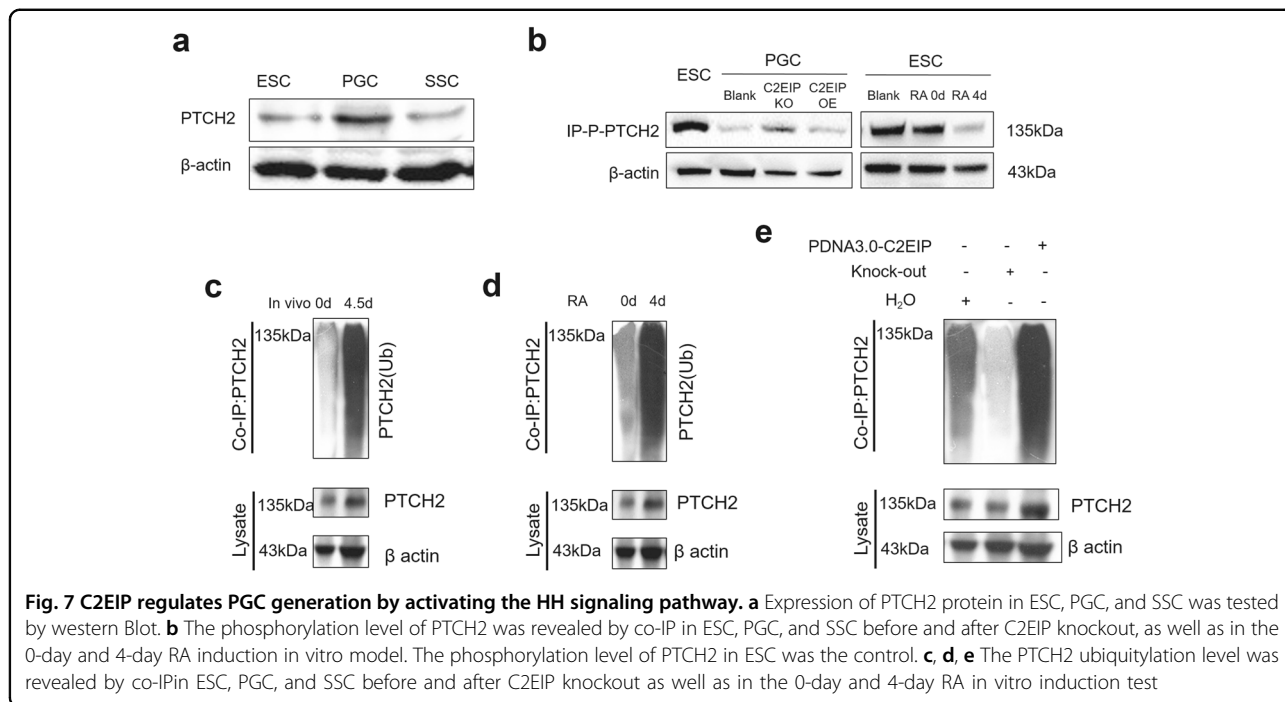 a
ESC PGC SSC
PTCH2
β-actin
b
ESC PGC ESC
Blank C2EIP KO C2EIP OE Blank RA 0d RA 4d
IP-P-PTCH2 135kDa
β-actin 43kDa
c
In vivo 0d 4.5d
135kDa
Co-IP:PTCH2
PTCH2(Ub)
135kDa PTCH2
43kDa β actin
Lysate
d
RA 0d 4d
135kDa
Co-IP:PTCH2
PTCH2(Ub)
135kDa PTCH2
43kDa β actin
Lysate
e
PDNA3.0-C2EIP - - +
Knock-out - + -
H₂O + - -
135kDa
Co-IP:PTCH2
135kDa PTCH2
43kDa β actin
Lysate
Fig. 7 C2EIP regulates PGC generation by activating the HH signaling pathway. a Expression of PTCH2 protein in ESC, PGC, and SSC was tested
by western Blot. b The phosphorylation level of PTCH2 was revealed by co-IP in ESC, PGC, and SSC before and after C2EIP knockout, as well as in the
0-day and 4-day RA induction in vitro model. The phosphorylation level of PTCH2 in ESC was the control. c, d, e The PTCH2 ubiquitylation level was
revealed by co-IPin ESC, PGC, and SSC before and after C2EIP knockout as well as in the 0-day and 4-day RA in vitro induction test